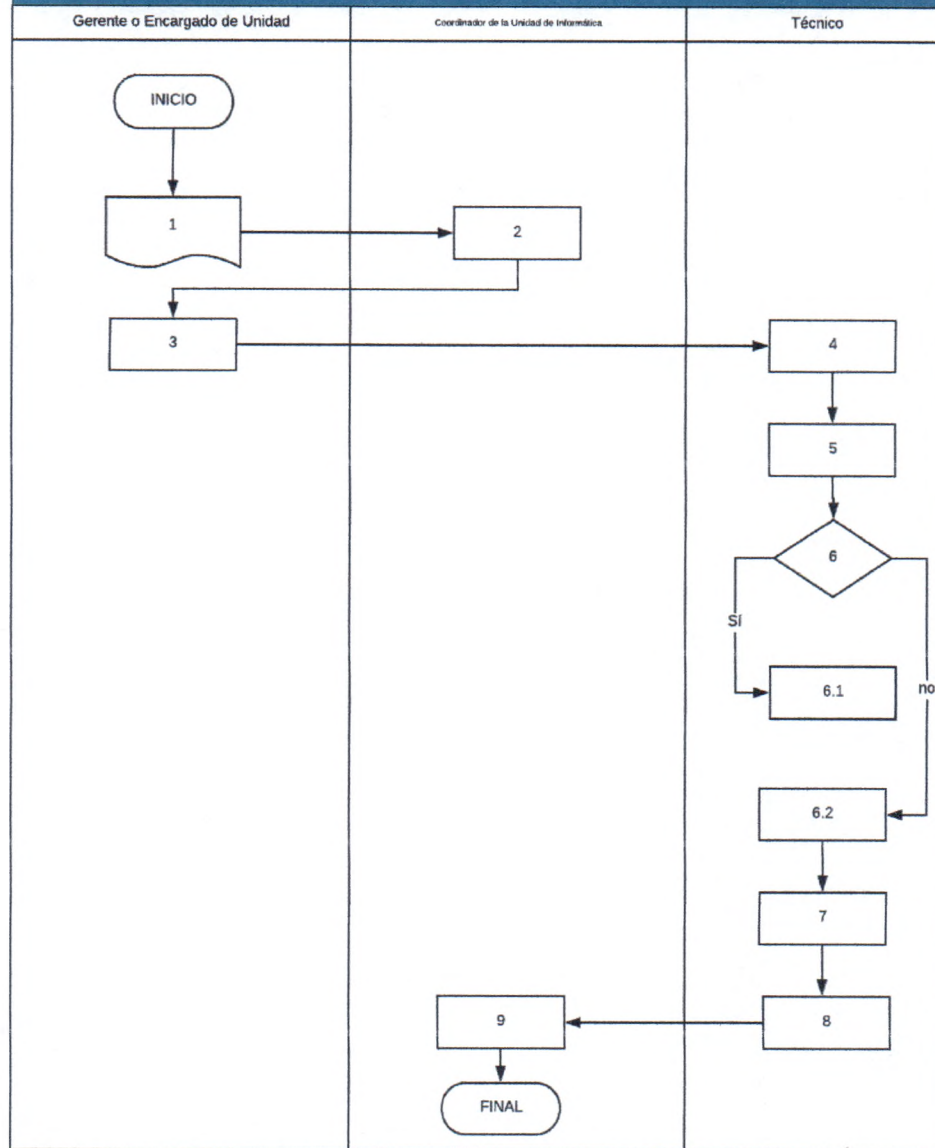 Gerente o Encargado de Unidad
Coordinador de la Unidad de Informática
Técnico
INICIO
1
2
3
4
5
6
Sí
6.1
no
6.2
7
9
8
FINAL